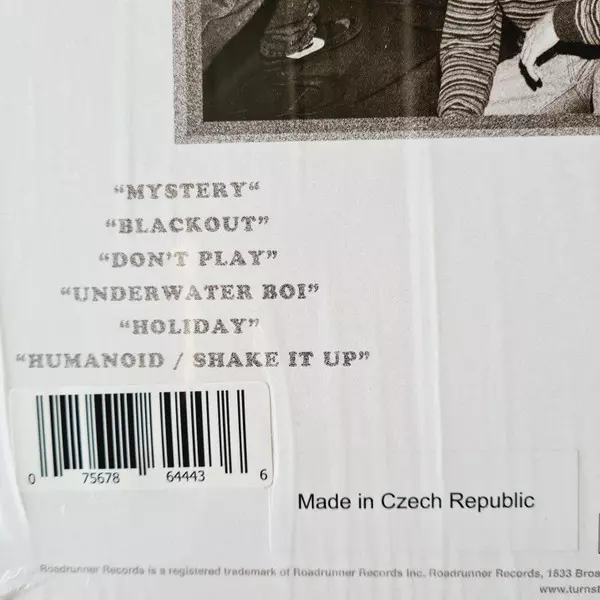 “MYSTERY“
“BLACKOUT”
“DON'T PLAY”
“UNDERWATER BOI”
“HOLIDAY”
“HUMANOID / SHAKE IT UP”
0 75678 64443 6
Made in Czech Republic
Roadrunner Records is a registered trademark of Roadrunner Records Inc. Roadrunner Records, 1633